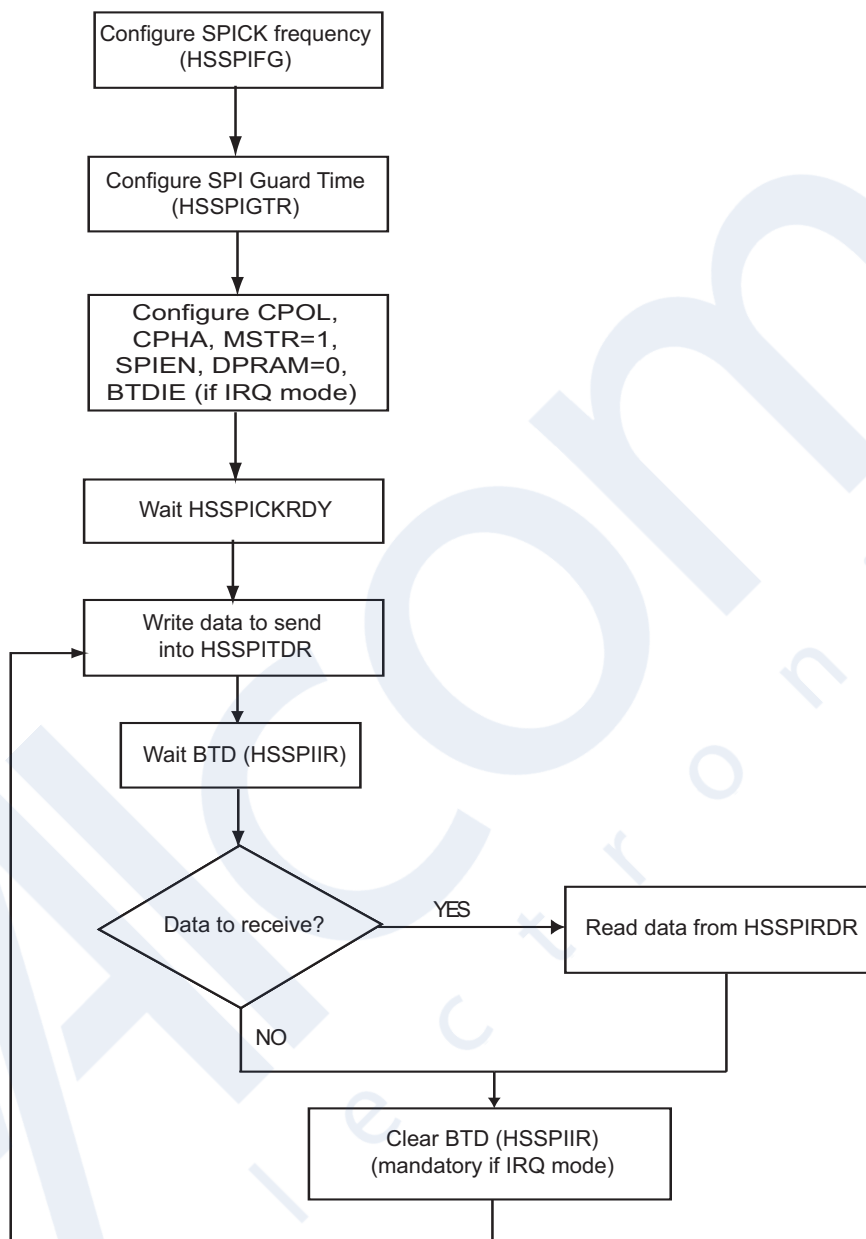 Configure SPICK frequency
(HSSPIFG)
Configure SPI Guard Time
(HSSPIGTR)
Configure CPOL,
CPHA, MSTR=1,
SPIEN, DPRAM=0,
BTDIE (if IRQ mode)
Wait HSSPICKRDY
Write data to send
into HSSPITDR
Wait BTD (HSSPIIR)
Data to receive?
YES
Read data from HSSPIRDR
NO
Clear BTD (HSSPIIR)
(mandatory if IRQ mode)
Alcom
lectron